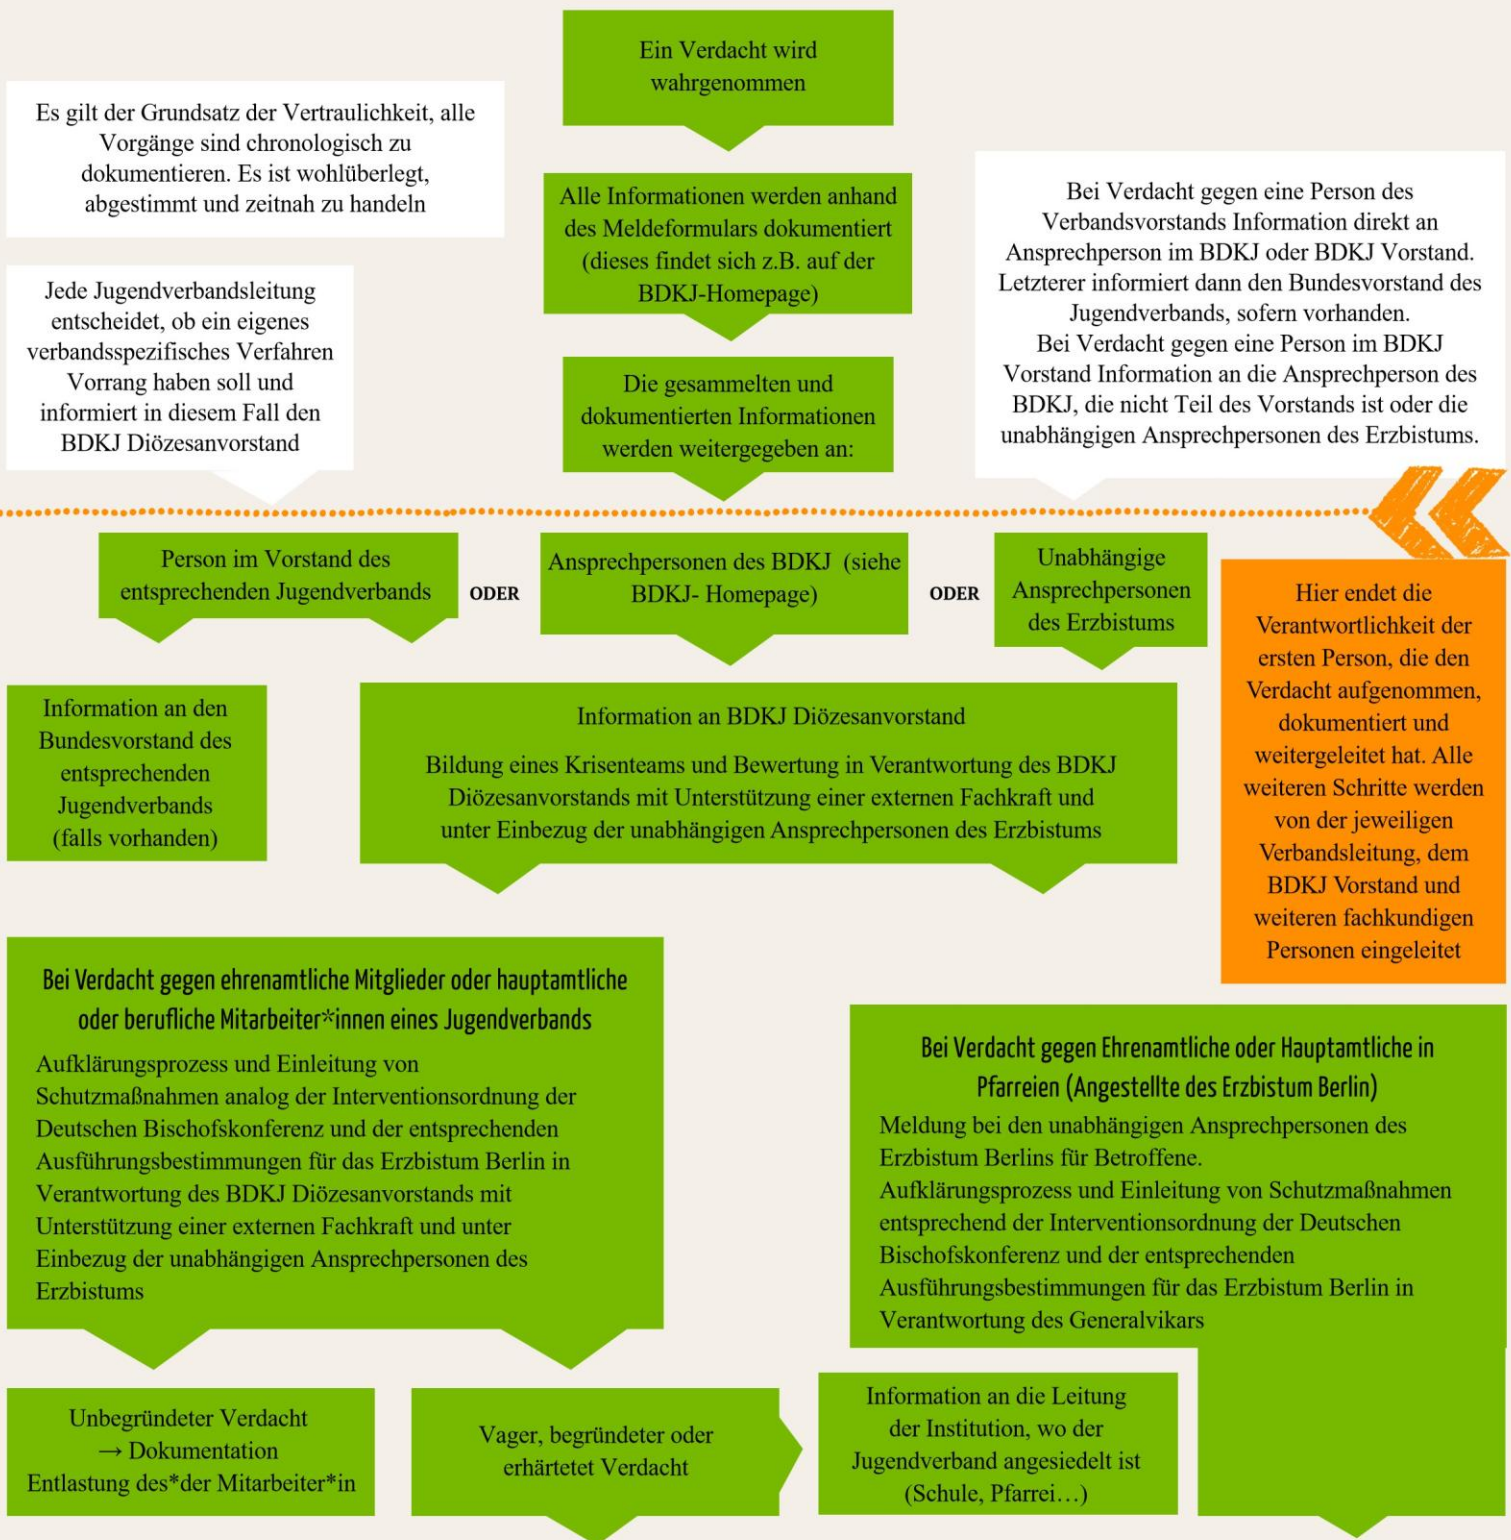 Ein Verdacht wird
wahrgenommen
Es gilt der Grundsatz der Vertraulichkeit, alle
Vorgänge sind chronologisch zu
dokumentieren. Es ist wohlüberlegt,
abgestimmt und zeitnah zu handeln
Alle Informationen werden anhand
des Meldeformulars dokumentiert
(dieses findet sich z.B. auf der
BDKJ-Homepage)
Bei Verdacht gegen eine Person des
Verbandsvorstands Information direkt an
Ansprechperson im BDKJ oder BDKJ Vorstand.
Letzterer informiert dann den Bundesvorstand des
Jugendverbands, sofern vorhanden.
Bei Verdacht gegen eine Person im BDKJ
Vorstand Information an die Ansprechperson des
BDKJ, die nicht Teil des Vorstands ist oder die
unabhängigen Ansprechpersonen des Erzbistums.
Jede Jugendverbandsleitung
entscheidet, ob ein eigenes
verbandsspezifisches Verfahren
Vorrang haben soll und
informiert in diesem Fall den
BDKJ Diözesanvorstand
Die gesammelten und
dokumentierten Informationen
werden weitergegeben an:
Person im Vorstand des
entsprechenden Jugendverbands
ODER
Ansprechpersonen des BDKJ (siehe
BDKJ- Homepage)
ODER
Unabhängige
Ansprechpersonen
des Erzbistums
Hier endet die
Verantwortlichkeit der
ersten Person, die den
Verdacht aufgenommen,
dokumentiert und
weitergeleitet hat. Alle
weiteren Schritte werden
von der jeweiligen
Verbandsleitung, dem
BDKJ Vorstand und
weiteren fachkundigen
Personen eingeleitet
Information an den
Bundesvorstand des
entsprechenden
Jugendverbands
(falls vorhanden)
Information an BDKJ Diözesanvorstand
Bildung eines Krisenteams und Bewertung in Verantwortung des BDKJ
Diözesanvorstands mit Unterstützung einer externen Fachkraft und
unter Einbezug der unabhängigen Ansprechpersonen des Erzbistums
Bei Verdacht gegen ehrenamtliche Mitglieder oder hauptamtliche
oder berufliche Mitarbeiter*innen eines Jugendverbands
Aufklärungsprozess und Einleitung von
Schutzmaßnahmen analog der Interventionsordnung der
Deutschen Bischofskonferenz und der entsprechenden
Ausführungsbestimmungen für das Erzbistum Berlin in
Verantwortung des BDKJ Diözesanvorstands mit
Unterstützung einer externen Fachkraft und unter
Einbezug der unabhängigen Ansprechpersonen des
Erzbistums
Bei Verdacht gegen Ehrenamtliche oder Hauptamtliche in
Pfarreien (Angestellte des Erzbistum Berlin)
Meldung bei den unabhängigen Ansprechpersonen des
Erzbistum Berlins für Betroffene.
Aufklärungsprozess und Einleitung von Schutzmaßnahmen
entsprechend der Interventionsordnung der Deutschen
Bischofskonferenz und der entsprechenden
Ausführungsbestimmungen für das Erzbistum Berlin in
Verantwortung des Generalvikars
Unbegründeter Verdacht
→ Dokumentation
Entlastung des*der Mitarbeiter*in
Vager, begründeter oder
erhärtetet Verdacht
Information an die Leitung
der Institution, wo der
Jugendverband angesiedelt ist
(Schule, Pfarrei…)